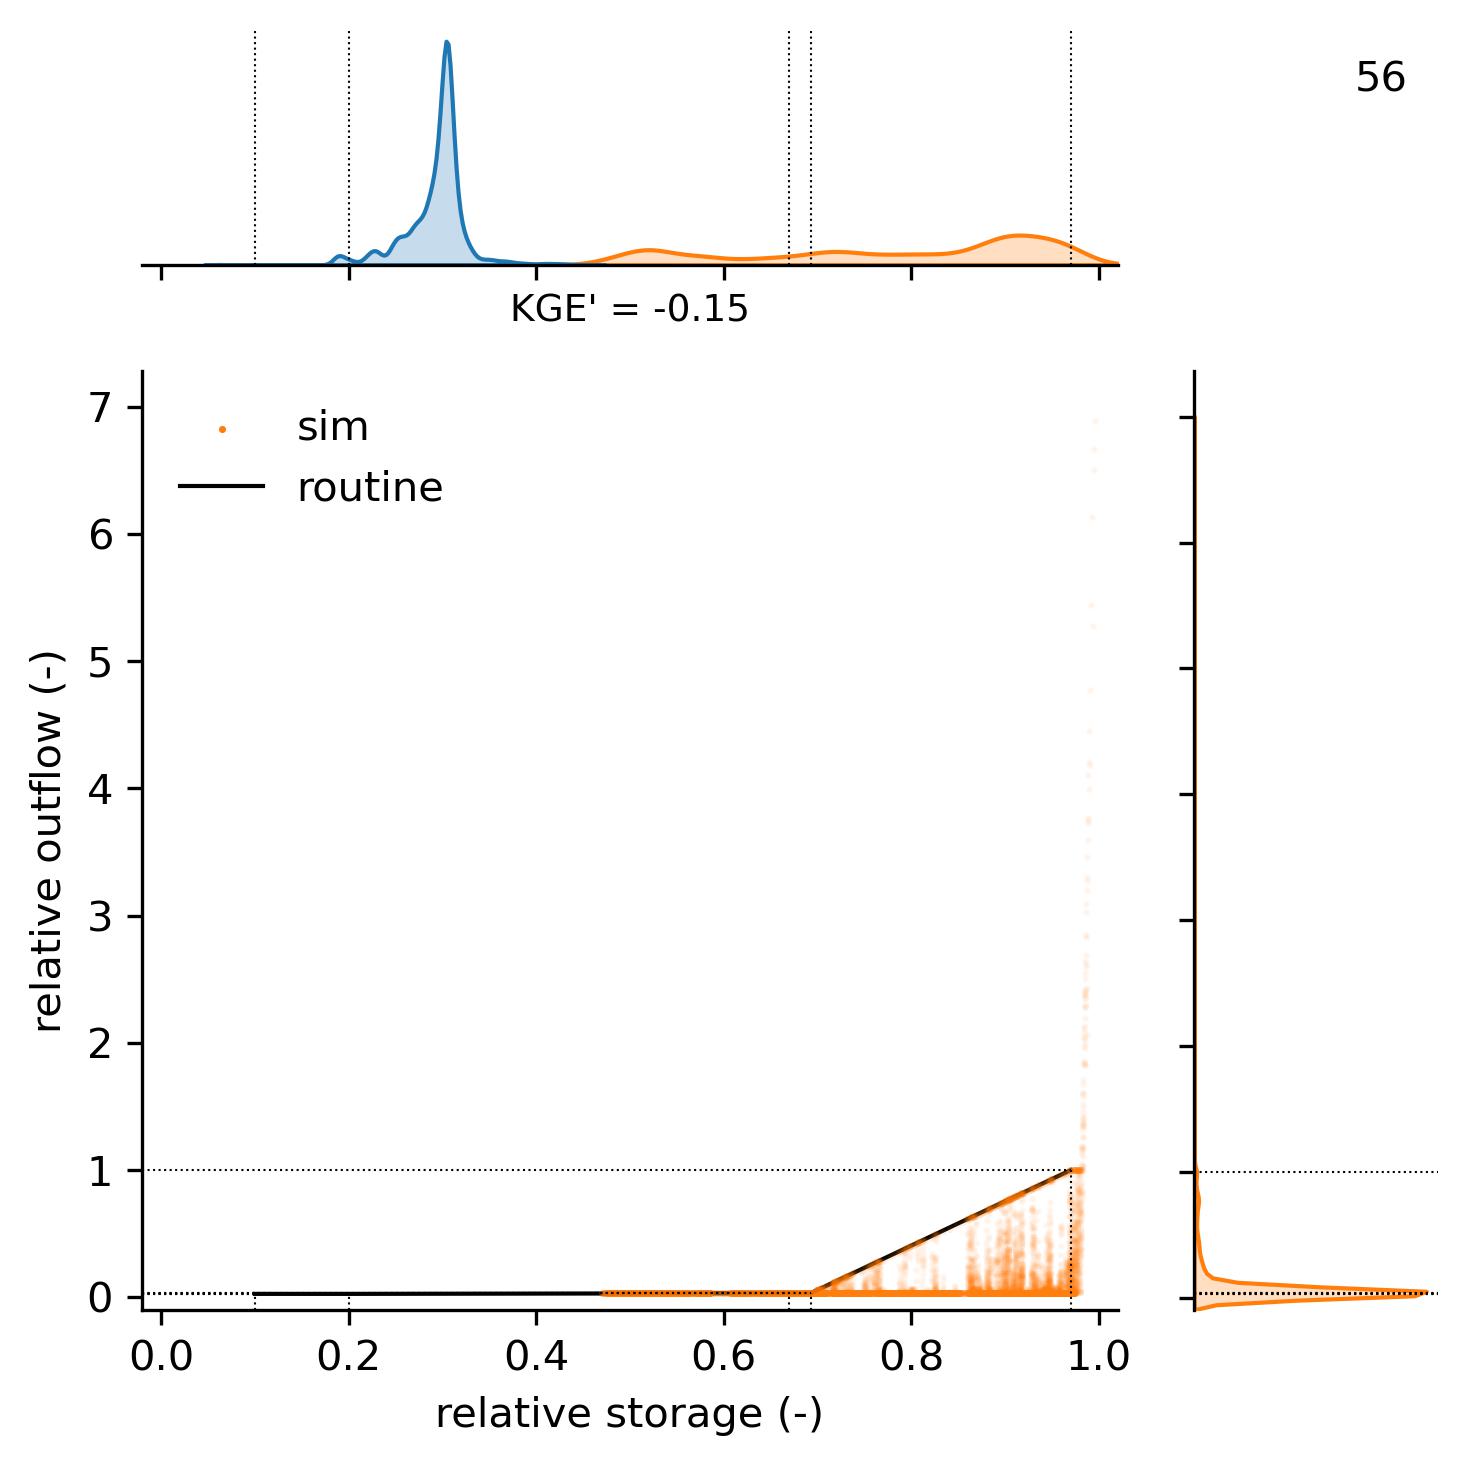 56
KGE' = -0.15
sim
routine
7
6
5
4
3
2
1
0
relative outflow (-)
0.0 0.2 0.4 0.6 0.8 1.0
relative storage (-)